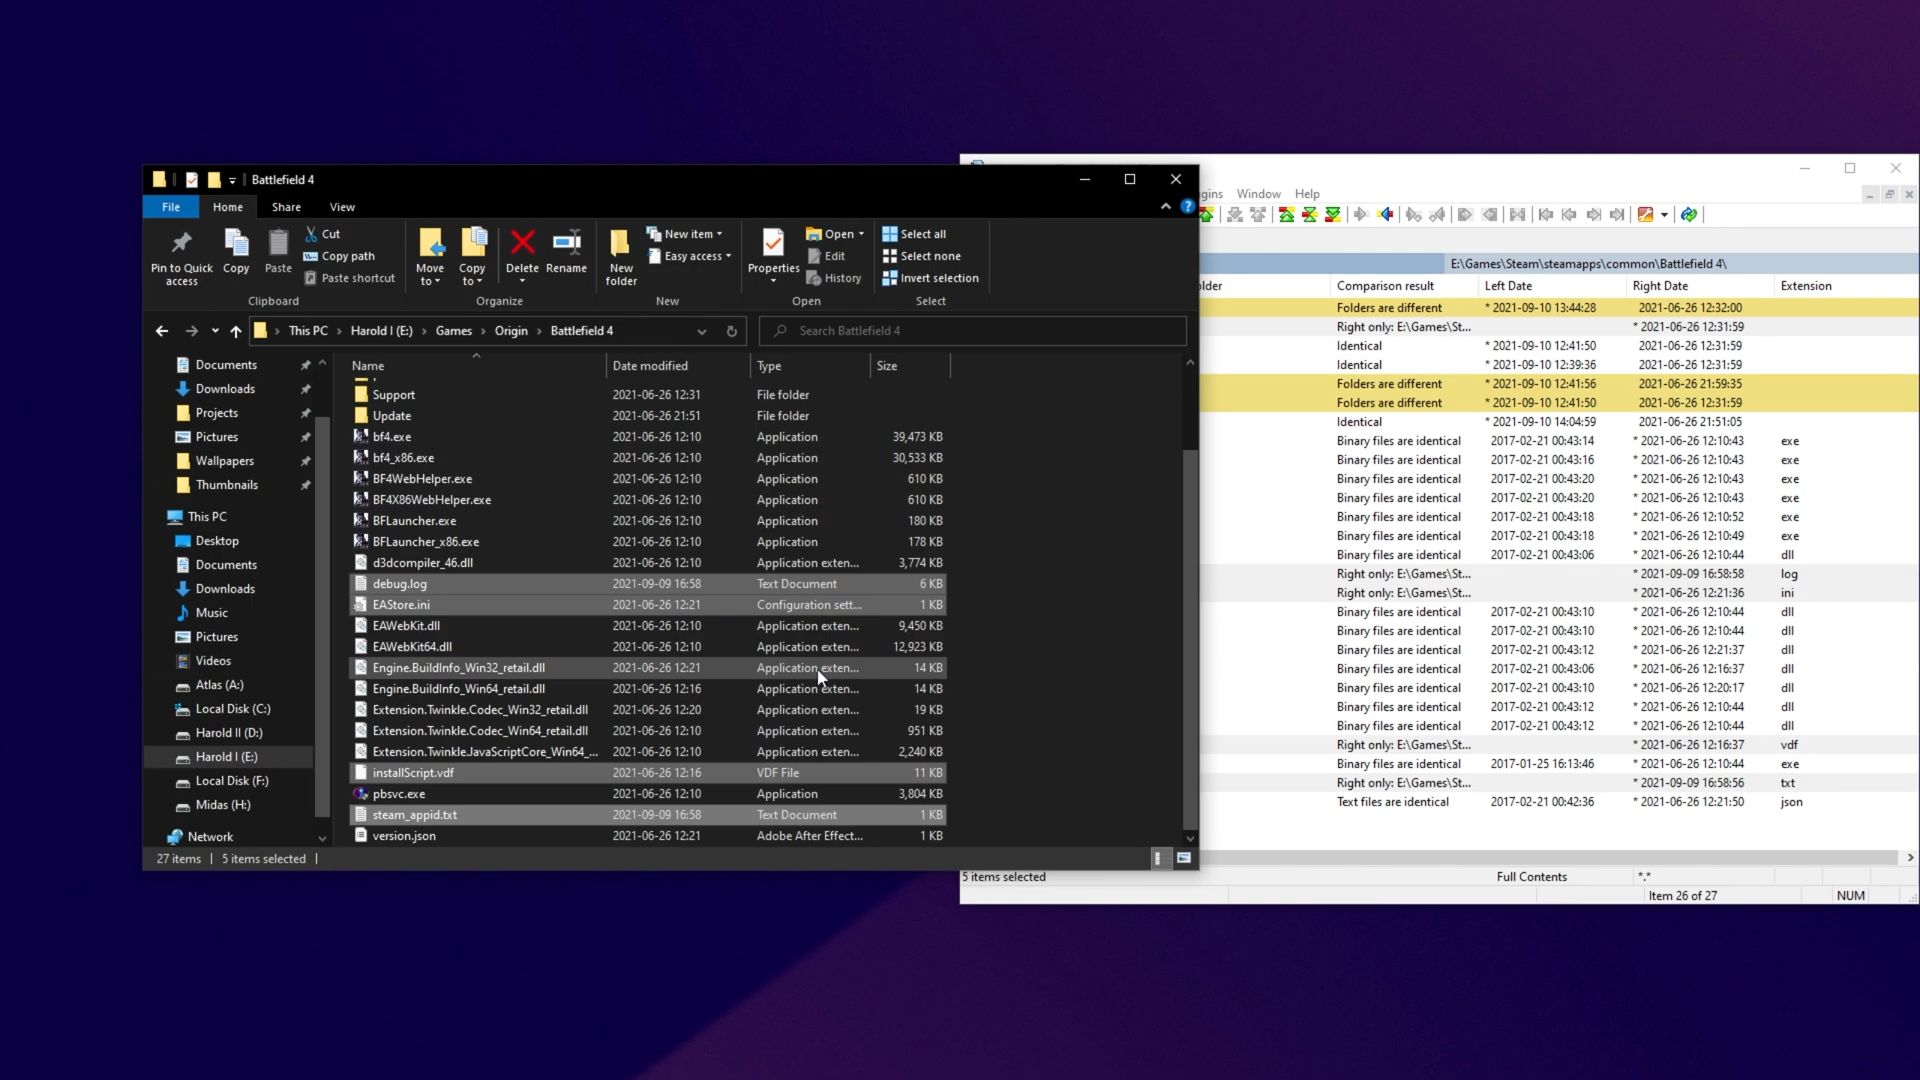 Battlefield 4
File Home Share View
Pin to Quick access
Copy
Paste
Cut
Copy path
Paste shortcut
Clipboard
Move to
Copy to
Delete
Rename
Organize
New folder
New item
Easy access
New
Properties
Open
Edit
History
Open
Select all
Select none
Invert selection
Select
This PC Harold I (E:) Games Origin Battlefield 4
Search Battlefield 4
Documents
Downloads
Projects
Pictures
Wallpapers
Thumbnails
This PC
Desktop
Documents
Downloads
Music
Pictures
Videos
Atlas (A:)
Local Disk (C:)
Harold II (D:)
Harold I (E:)
Local Disk (F:)
Midas (H:)
Network
Name Date modified Type Size
Support 2021-06-26 12:31 File folder
Update 2021-06-26 21:51 File folder
bf4.exe 2021-06-26 12:10 Application 39,473 KB
bf4_x86.exe 2021-06-26 12:10 Application 30,533 KB
BF4WebHelper.exe 2021-06-26 12:10 Application 610 KB
BF4X86WebHelper.exe 2021-06-26 12:10 Application 610 KB
BFLauncher.exe 2021-06-26 12:10 Application 180 KB
BFLauncher_x86.exe 2021-06-26 12:10 Application 178 KB
d3dcompiler_46.dll 2021-06-26 12:10 Application exten... 3,774 KB
debug.log 2021-09-09 16:58 Text Document 6 KB
EAStore.ini 2021-06-26 12:21 Configuration sett... 1 KB
EAWebKit.dll 2021-06-26 12:10 Application exten... 9,450 KB
EAWebKit64.dll 2021-06-26 12:10 Application exten... 12,923 KB
Engine.BuildInfo_Win32_retail.dll 2021-06-26 12:21 Application exten... 14 KB
Engine.BuildInfo_Win64_retail.dll 2021-06-26 12:16 Application exten... 14 KB
Extension.Twinkle.Codec_Win32_retail.dll 2021-06-26 12:20 Application exten... 19 KB
Extension.Twinkle.Codec_Win64_retail.dll 2021-06-26 12:10 Application exten... 951 KB
Extension.Twinkle.JavaScriptCore_Win64_... 2021-06-26 12:10 Application exten... 2,240 KB
installScript.vdf 2021-06-26 12:16 VDF File 11 KB
pbsvc.exe 2021-06-26 12:10 Application 3,804 KB
steam_appid.txt 2021-09-09 16:58 Text Document 1 KB
version.json 2021-06-26 12:21 Adobe After Effect... 1 KB
27 items 5 items selected
gins Window Help
E:\Games\Steam\steamapps\common\Battlefield 4\
lder Comparison result Left Date Right Date Extension
Folders are different * 2021-09-10 13:44:28 2021-06-26 12:32:00
Right only: E:\Games\St... * 2021-06-26 12:31:59
Identical * 2021-09-10 12:41:50 2021-06-26 12:31:59
Identical * 2021-09-10 12:39:36 2021-06-26 12:31:59
Folders are different * 2021-09-10 12:41:56 2021-06-26 21:59:35
Folders are different * 2021-09-10 12:41:50 2021-06-26 12:31:59
Identical * 2021-09-10 14:04:59 2021-06-26 21:51:05
Binary files are identical 2017-02-21 00:43:14 * 2021-06-26 12:10:43 exe
Binary files are identical 2017-02-21 00:43:16 * 2021-06-26 12:10:43 exe
Binary files are identical 2017-02-21 00:43:20 * 2021-06-26 12:10:43 exe
Binary files are identical 2017-02-21 00:43:20 * 2021-06-26 12:10:43 exe
Binary files are identical 2017-02-21 00:43:18 * 2021-06-26 12:10:52 exe
Binary files are identical 2017-02-21 00:43:18 * 2021-06-26 12:10:49 exe
Binary files are identical 2017-02-21 00:43:06 * 2021-06-26 12:10:44 dll
Right only: E:\Games\St... * 2021-09-09 16:58:58 log
Right only: E:\Games\St... * 2021-06-26 12:21:36 ini
Binary files are identical 2017-02-21 00:43:10 * 2021-06-26 12:10:44 dll
Binary files are identical 2017-02-21 00:43:10 * 2021-06-26 12:10:44 dll
Binary files are identical 2017-02-21 00:43:12 * 2021-06-26 12:21:37 dll
Binary files are identical 2017-02-21 00:43:06 * 2021-06-26 12:16:37 dll
Binary files are identical 2017-02-21 00:43:10 * 2021-06-26 12:20:17 dll
Binary files are identical 2017-02-21 00:43:12 * 2021-06-26 12:10:44 dll
Binary files are identical 2017-02-21 00:43:12 * 2021-06-26 12:10:44 dll
Right only: E:\Games\St... * 2021-06-26 12:16:37 vdf
Binary files are identical 2017-01-25 16:13:46 * 2021-06-26 12:10:44 exe
Right only: E:\Games\St... * 2021-09-09 16:58:56 txt
Text files are identical 2017-02-21 00:42:36 * 2021-06-26 12:21:50 json
5 items selected Full Contents *.*
Item 26 of 27 NUM